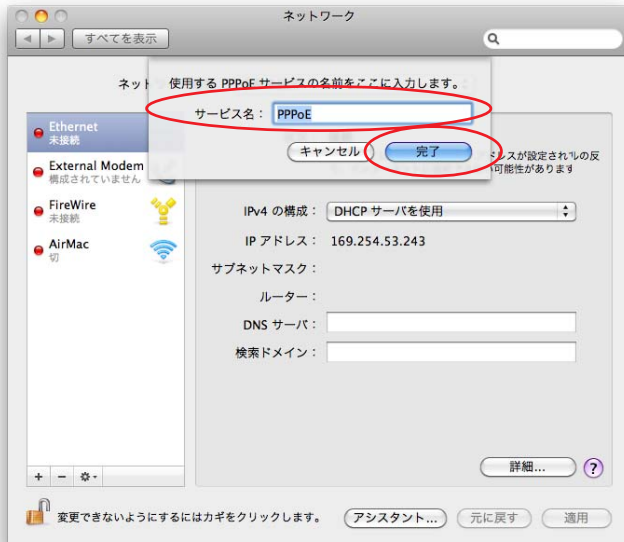 ネットワーク
すべてを表示
使用する PPPoE サービスの名前をここに入力します。
サービス名： PPPoE
キャンセル 完了
Ethernet
未接続
External Modem
構成されていません
FireWire
未接続
AirMac
切
IPv4 の構成： DHCP サーバを使用
IP アドレス： 169.254.53.243
サブネットマスク：
ルーター：
DNS サーバ：
検索ドメイン：
詳細... ?
変更できないようにするにはカギをクリックします。
アシスタント... 元に戻す 適用